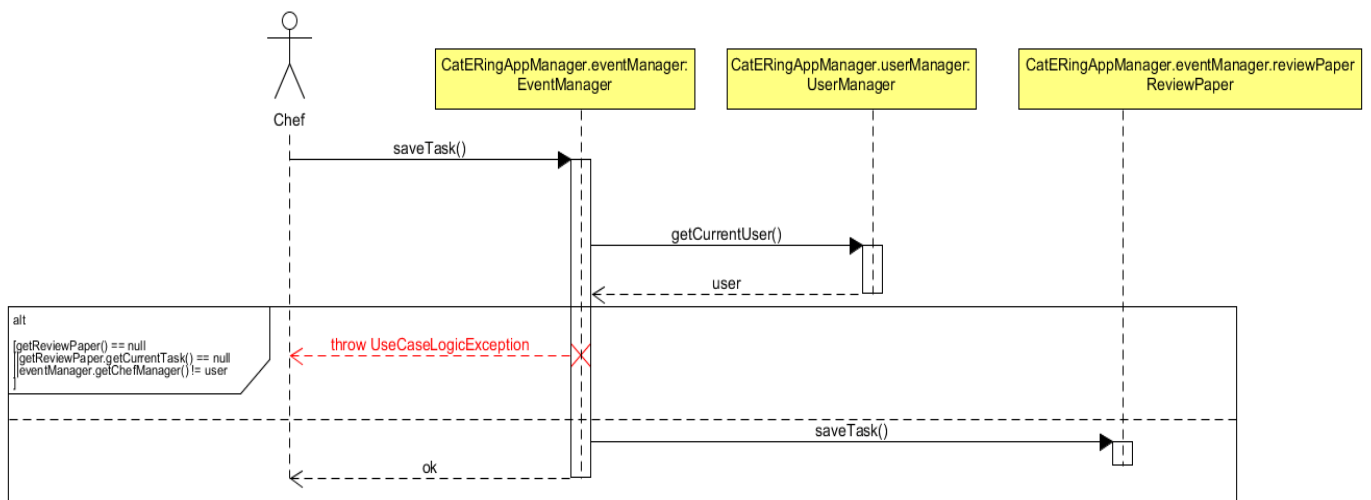 CatERingAppManager.eventManager:
EventManager
CatERingAppManager.userManager:
UserManager
CatERingAppManager.eventManager.reviewPaper
ReviewPaper
Chef
saveTask()
getCurrentUser()
user
alt
[getReviewPaper() == null
||getReviewPaper.getCurrentTask() == null
||eventManager.getChefManager() != user
]
throw UseCaseLogicException
saveTask()
ok